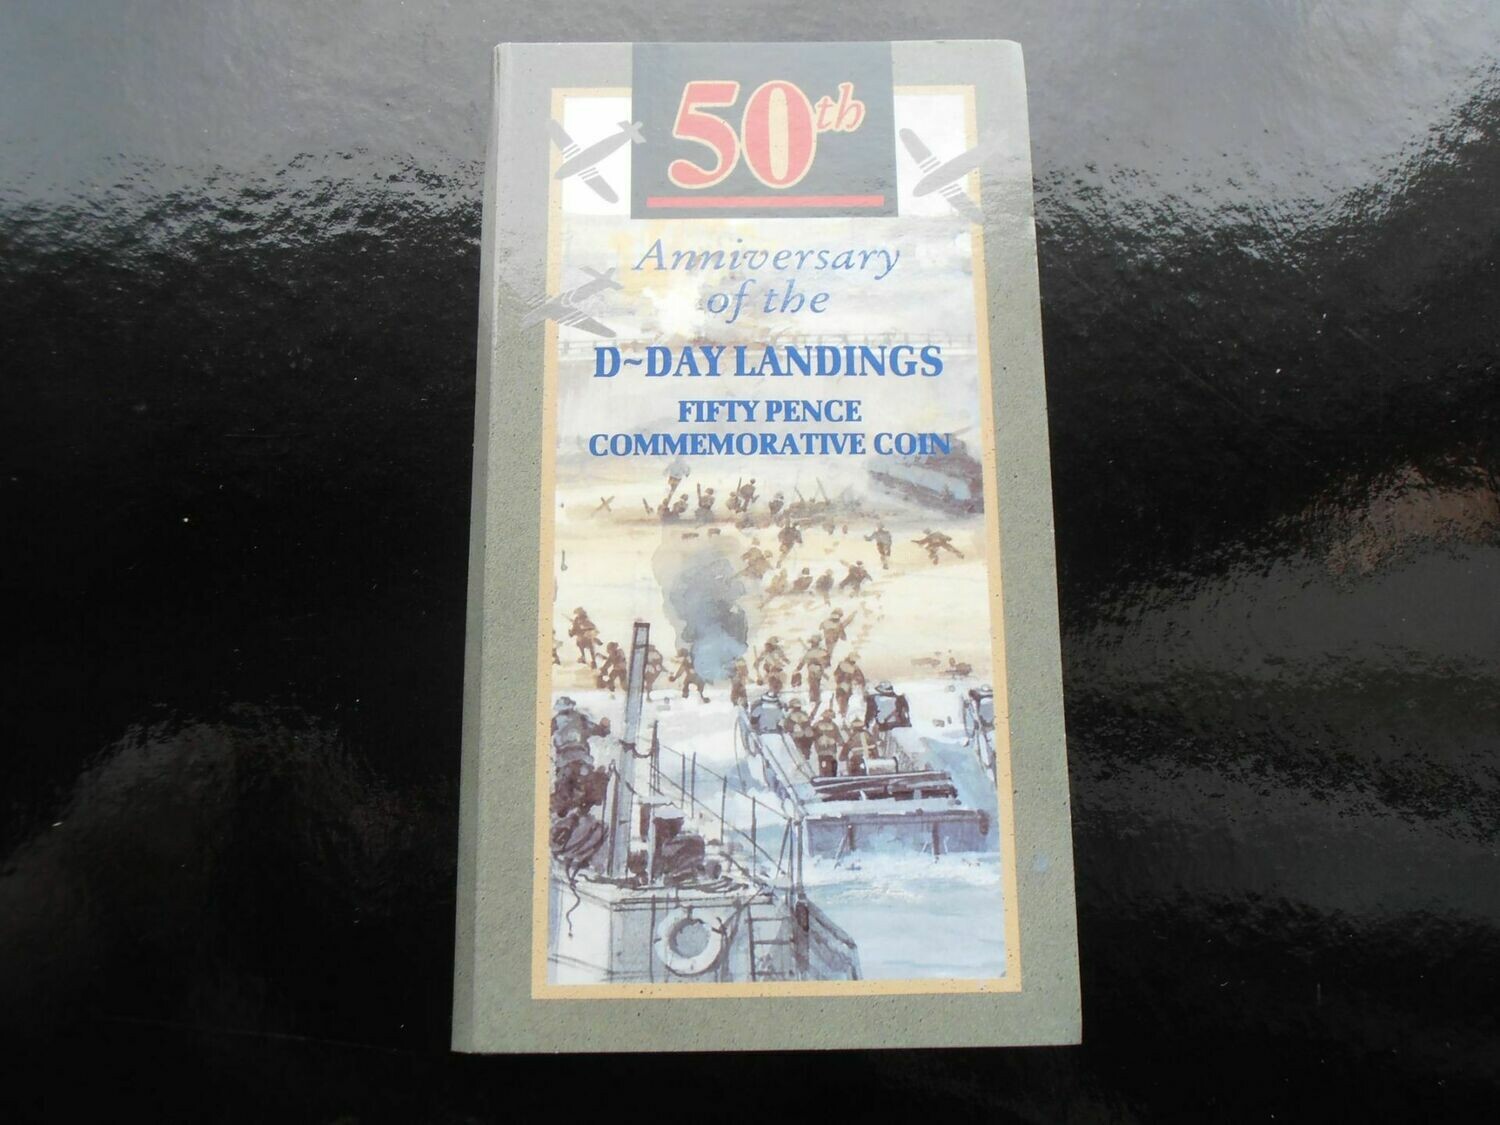 50th
Anniversary
of the
D~DAY LANDINGS
FIFTY PENCE
COMMEMORATIVE COIN